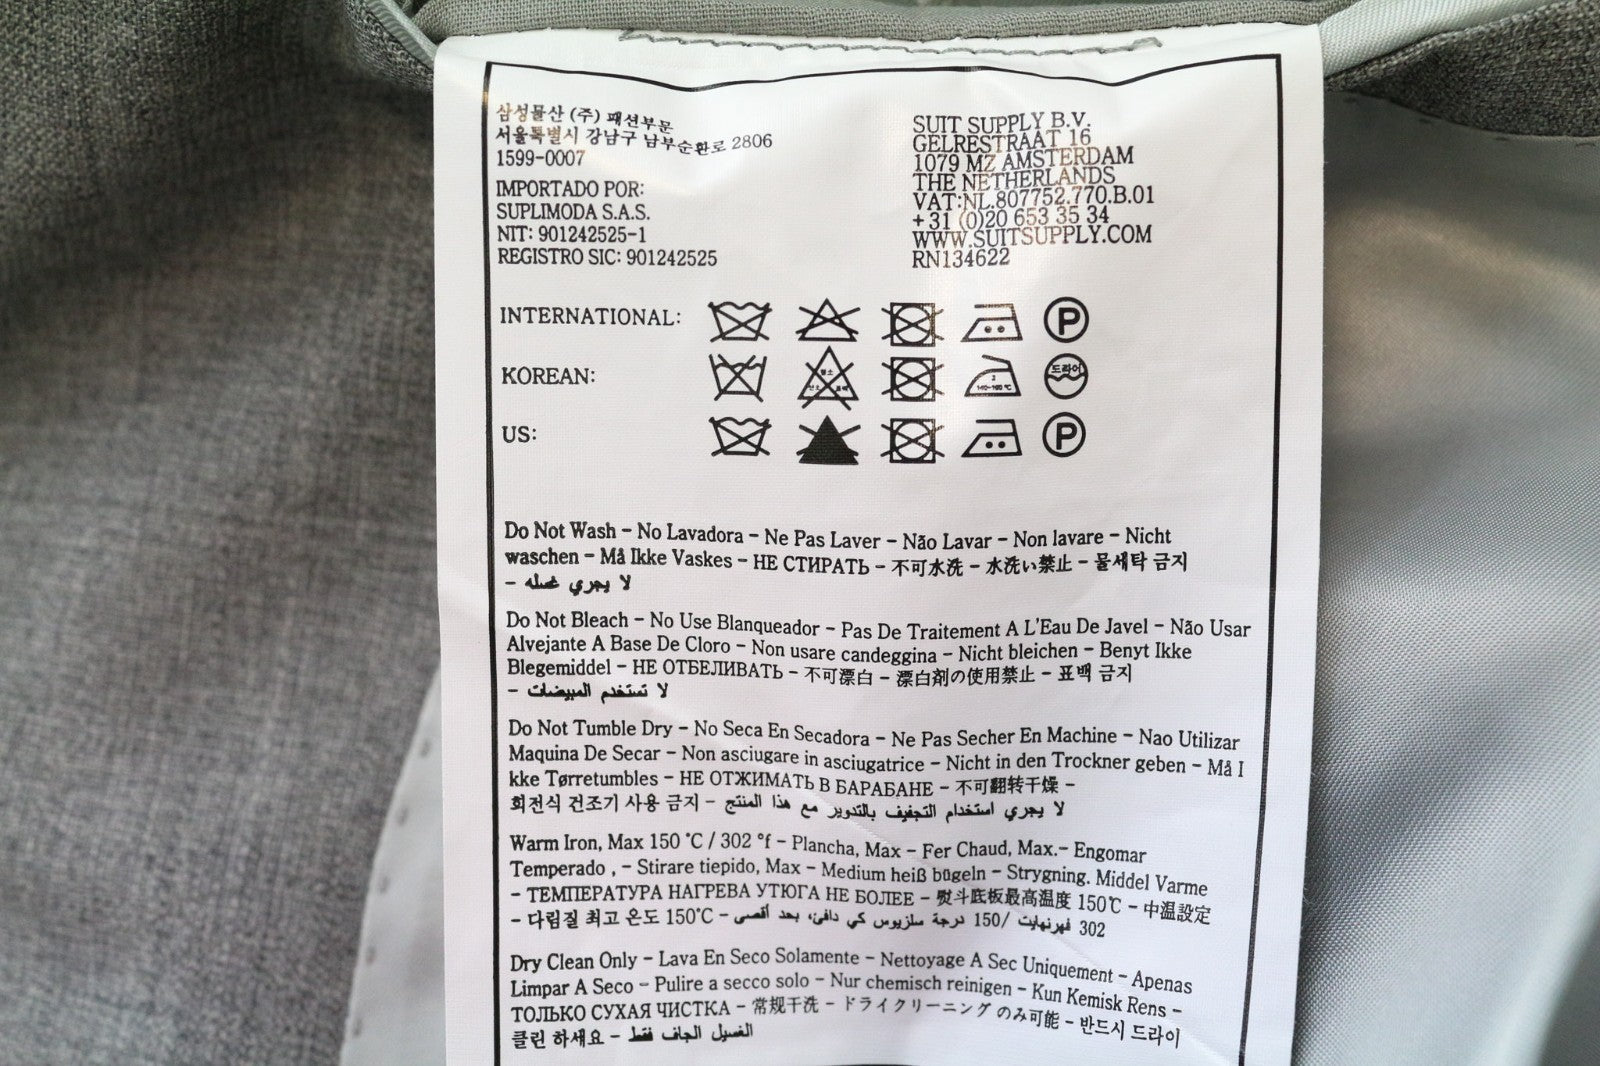 삼성물산 (주) 패션부문
서울특별시 강남구 남부순환로 2806
1599-0007
IMPORTADO POR:
SUPLIMODA S.A.S.
NIT: 901242525-1
REGISTRO SIC: 901242525
SUIT SUPPLY B.V.
GELRESTRAAT 16
1079 MZ AMSTERDAM
THE NETHERLANDS
VAT:NL.807752.770.B.01
+31 (0)20 653 35 34
WWW.SUITSUPPLY.COM
RN134622
INTERNATIONAL:
P
KOREAN:
드라이
US:
P
Do Not Wash - No Lavadora - Ne Pas Laver - Não Lavar - Non lavare - Nicht
waschen - Må Ikke Vaskes - НЕ СТИРАТЬ - 不可水洗 - 水洗い禁止 - 물세탁 금지
- لا يجري غسله
Do Not Bleach - No Use Blanqueador - Pas De Traitement A L'Eau De Javel - Não Usar
Alvejante A Base De Cloro - Non usare candeggina - Nicht bleichen - Benyt Ikke
Blegemiddel - НЕ ОТБЕЛИВАТЬ - 不可漂白 - 漂白剤の使用禁止 - 표백 금지
- لا تستخدم المبيضات
Do Not Tumble Dry - No Seca En Secadora - Ne Pas Secher En Machine - Nao Utilizar
Maquina De Secar - Non asciugare in asciugatrice - Nicht in den Trockner geben - Må I
kke Tørretumbles - НЕ ОТЖИМАТЬ В БАРАБАНЕ - 不可翻转干燥 -
회전식 건조기 사용 금지 - لا يجري استخدام التجفيف بالتدوير مع هذا المنتج
Warm Iron, Max 150 °C / 302 °f - Plancha, Max - Fer Chaud, Max.- Engomar
Temperado , - Stirare tiepido, Max - Medium heiß bügeln - Strygning. Middel Varme
- ТЕМПЕРАТУРА НАГРЕВА УТЮГА НЕ БОЛЕЕ - 熨斗底板最高温度 150℃ - 中温設定
- 다림질 최고 온도 150℃ - 302 فهرنهايت /150 درجة سلزيوس كي دافئ، بحد أقصى
Dry Clean Only - Lava En Seco Solamente - Nettoyage A Sec Uniquement - Apenas
Limpar A Seco - Pulire a secco solo - Nur chemisch reinigen - Kun Kemisk Rens -
ТОЛЬКО СУХАЯ ЧИСТКА - 常规干洗 - ドライクリーニング のみ可能 - 반드시 드라이
클린 하세요 - الغسيل الجاف فقط